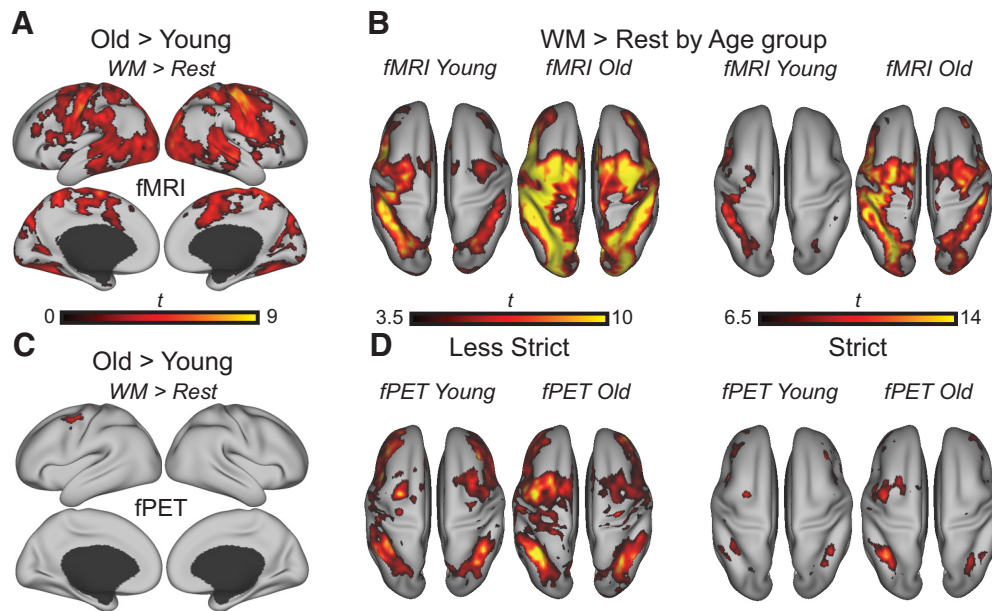 A
Old > Young
WM > Rest
fMRI
t
0 9
B
WM > Rest by Age group
fMRI Young fMRI Old fMRI Young fMRI Old
t t
3.5 10 6.5 14
Less Strict Strict
C
Old > Young
WM > Rest
fPET
D
fPET Young fPET Old fPET Young fPET Old